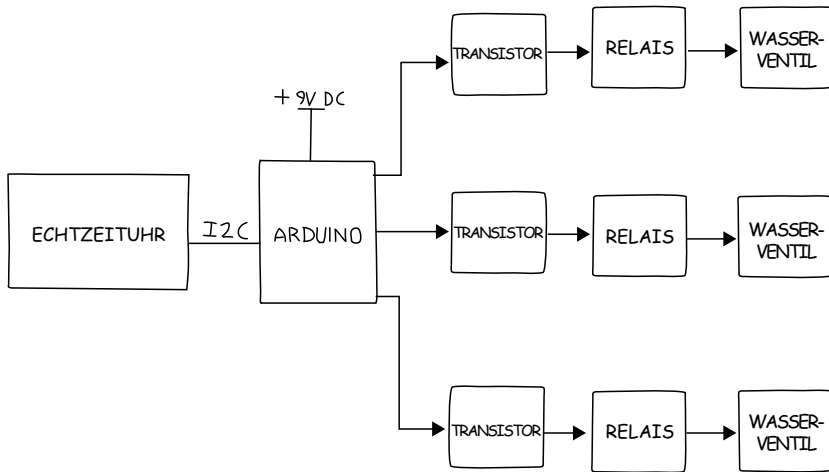 TRANSISTOR
RELAIS
WASSER-
VENTIL
+ 9V DC
ECHTZEITUHR
I2C
ARDUINO
TRANSISTOR
RELAIS
WASSER-
VENTIL
TRANSISTOR
RELAIS
WASSER-
VENTIL